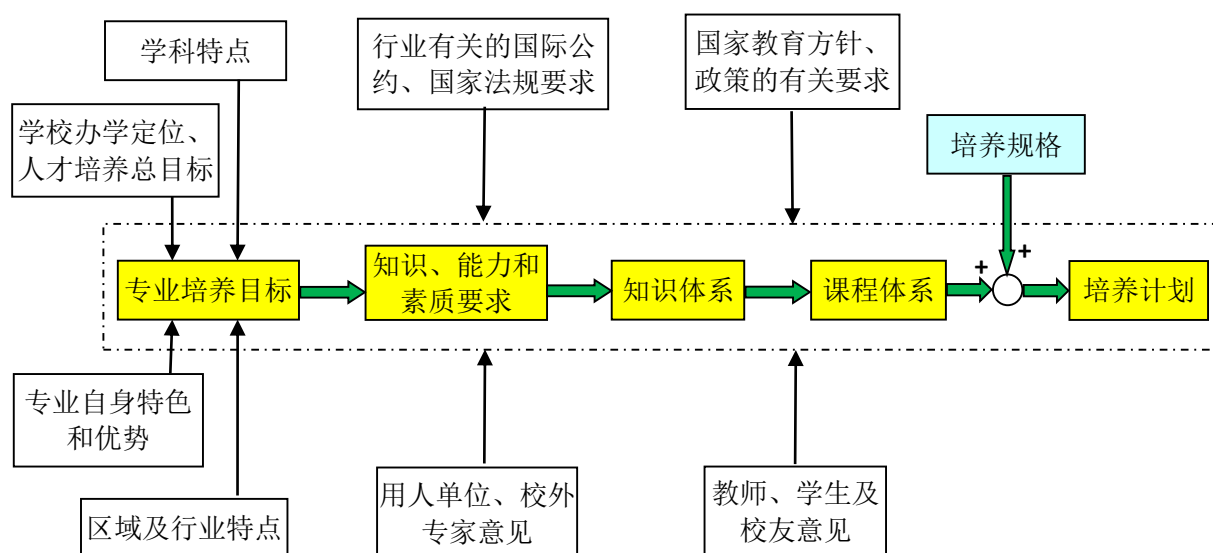 学科特点
行业有关的国际公
约、国家法规要求
国家教育方针、
政策的有关要求
学校办学定位、
人才培养总目标
培养规格
专业培养目标
知识、能力和
素质要求
知识体系
课程体系
+
+
培养计划
专业自身特色
和优势
区域及行业特点
用人单位、校外
专家意见
教师、学生及
校友意见